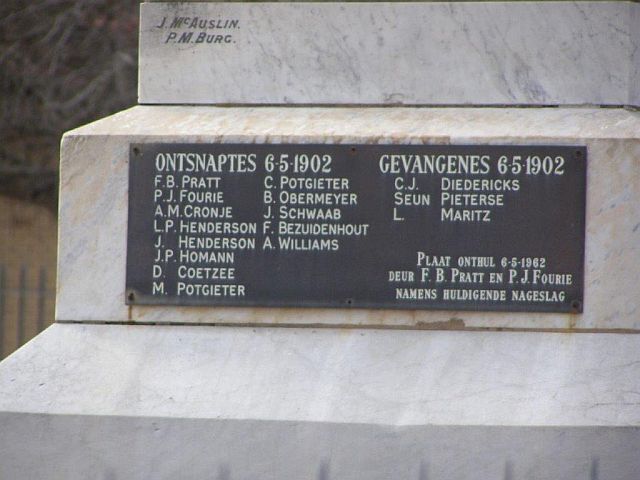 J. McAUSLIN.
P.M. BURG.
ONTSNAPTES 6·5·1902
F.B. PRATT
P.J. FOURIE
A.M. CRONJE
L.P. HENDERSON
J. HENDERSON
J.P. HOMANN
D. COETZEE
M. POTGIETER
C. POTGIETER
B. OBERMEYER
J. SCHWAAB
F. BEZUIDENHOUT
A. WILLIAMS
GEVANGENES 6·5·1902
C.J. DIEDERICKS
SEUN PIETERSE
L. MARITZ
PLAAT ONTHUL 6-5-1962
DEUR F. B. PRATT EN P. J. FOURIE
NAMENS HULDIGENDE NAGESLAG